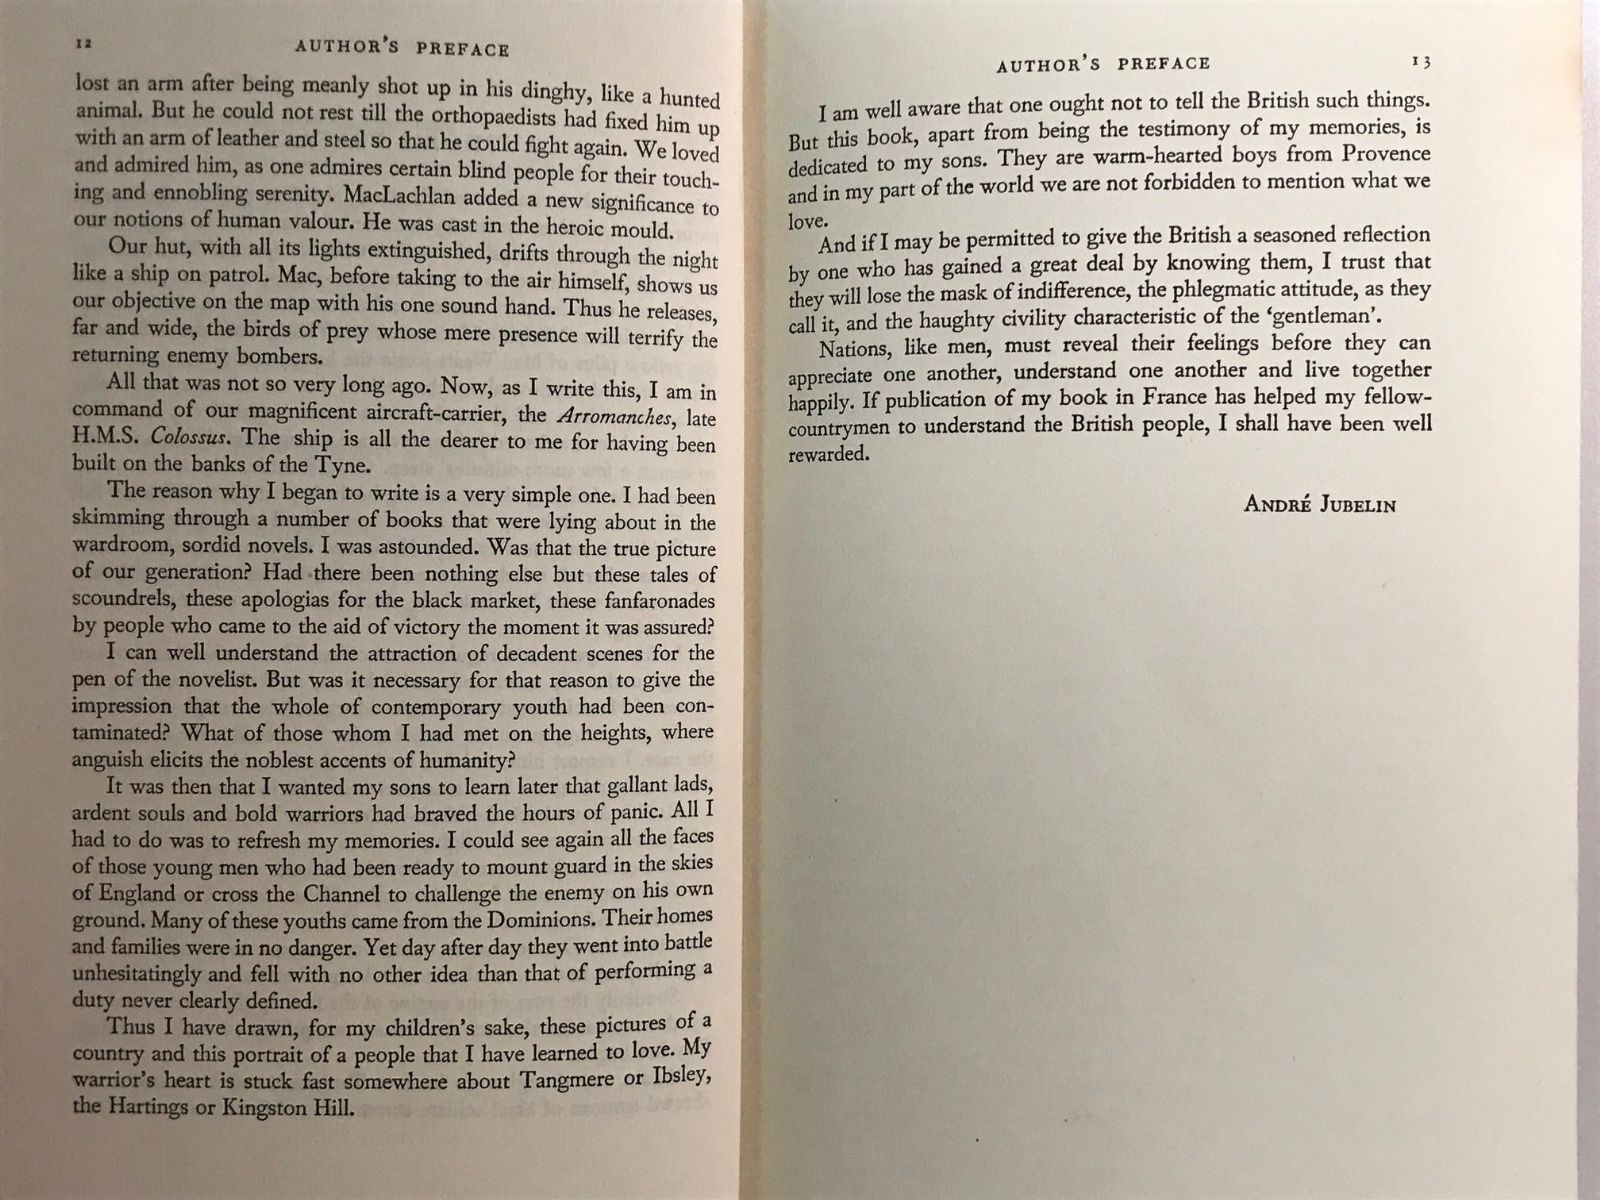 12
AUTHOR'S PREFACE
lost an arm after being meanly shot up in his dinghy, like a hunted
animal. But he could not rest till the orthopaedists had fixed him up
with an arm of leather and steel so that he could fight again. We loved
and admired him, as one admires certain blind people for their touch-
ing and ennobling serenity. MacLachlan added a new significance to
our notions of human valour. He was cast in the heroic mould.
Our hut, with all its lights extinguished, drifts through the night
like a ship on patrol. Mac, before taking to the air himself, shows us
our objective on the map with his one sound hand. Thus he releases,
far and wide, the birds of prey whose mere presence will terrify the
returning enemy bombers.
All that was not so very long ago. Now, as I write this, I am in
command of our magnificent aircraft-carrier, the Arromanches, late
H.M.S. Colossus. The ship is all the dearer to me for having been
built on the banks of the Tyne.
The reason why I began to write is a very simple one. I had been
skimming through a number of books that were lying about in the
wardroom, sordid novels. I was astounded. Was that the true picture
of our generation? Had there been nothing else but these tales of
scoundrels, these apologias for the black market, these fanfaronades
by people who came to the aid of victory the moment it was assured?
I can well understand the attraction of decadent scenes for the
pen of the novelist. But was it necessary for that reason to give the
impression that the whole of contemporary youth had been con-
taminated? What of those whom I had met on the heights, where
anguish elicits the noblest accents of humanity?
It was then that I wanted my sons to learn later that gallant lads,
ardent souls and bold warriors had braved the hours of panic. All I
had to do was to refresh my memories. I could see again all the faces
of those young men who had been ready to mount guard in the skies
of England or cross the Channel to challenge the enemy on his own
ground. Many of these youths came from the Dominions. Their homes
and families were in no danger. Yet day after day they went into battle
unhesitatingly and fell with no other idea than that of performing a
duty never clearly defined.
Thus I have drawn, for my children's sake, these pictures of a
country and this portrait of a people that I have learned to love. My
warrior's heart is stuck fast somewhere about Tangmere or Ibsley,
the Hartings or Kingston Hill.
AUTHOR'S PREFACE
13
I am well aware that one ought not to tell the British such things.
But this book, apart from being the testimony of my memories, is
dedicated to my sons. They are warm-hearted boys from Provence
and in my part of the world we are not forbidden to mention what we
love.
And if I may be permitted to give the British a seasoned reflection
by one who has gained a great deal by knowing them, I trust that
they will lose the mask of indifference, the phlegmatic attitude, as they
call it, and the haughty civility characteristic of the ‘gentleman’.
Nations, like men, must reveal their feelings before they can
appreciate one another, understand one another and live together
happily. If publication of my book in France has helped my fellow-
countrymen to understand the British people, I shall have been well
rewarded.
ANDRÉ JUBELIN